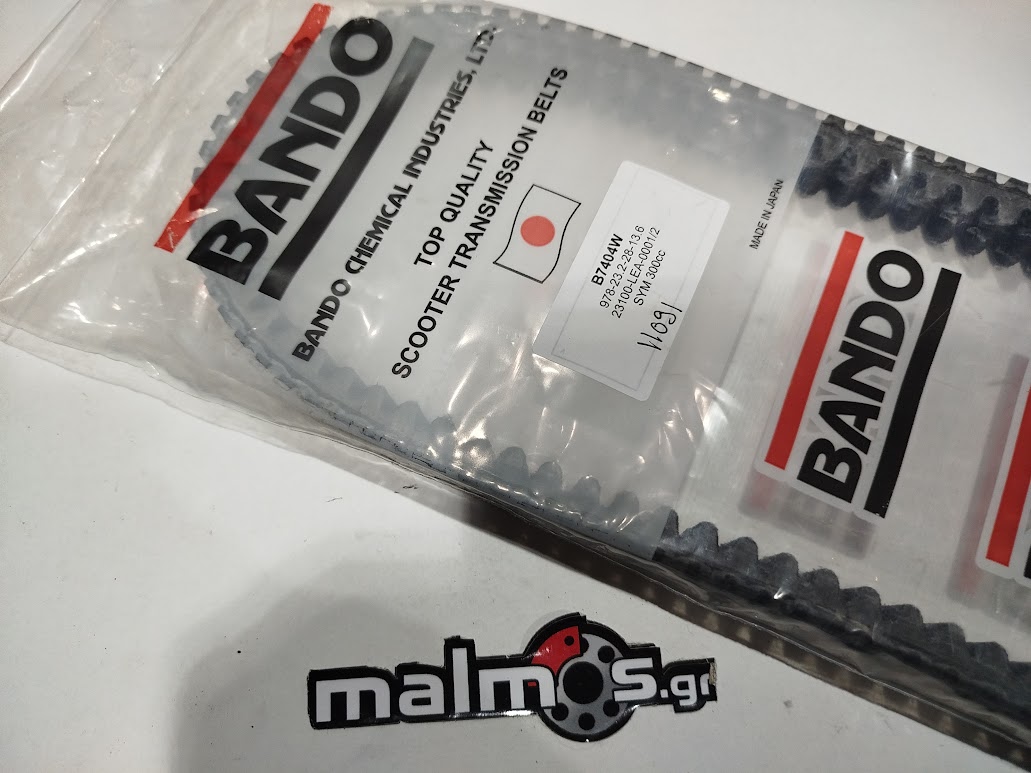 BANDO
BANDO CHEMICAL INDUSTRIES, LTD.
TOP QUALITY
SCOOTER TRANSMISSION BELTS
B7404W
978-23.2-28-13.6
23100-LEA-0001/2
SYM 300cc
MADE IN JAPAN
BANDO
malmos.gr